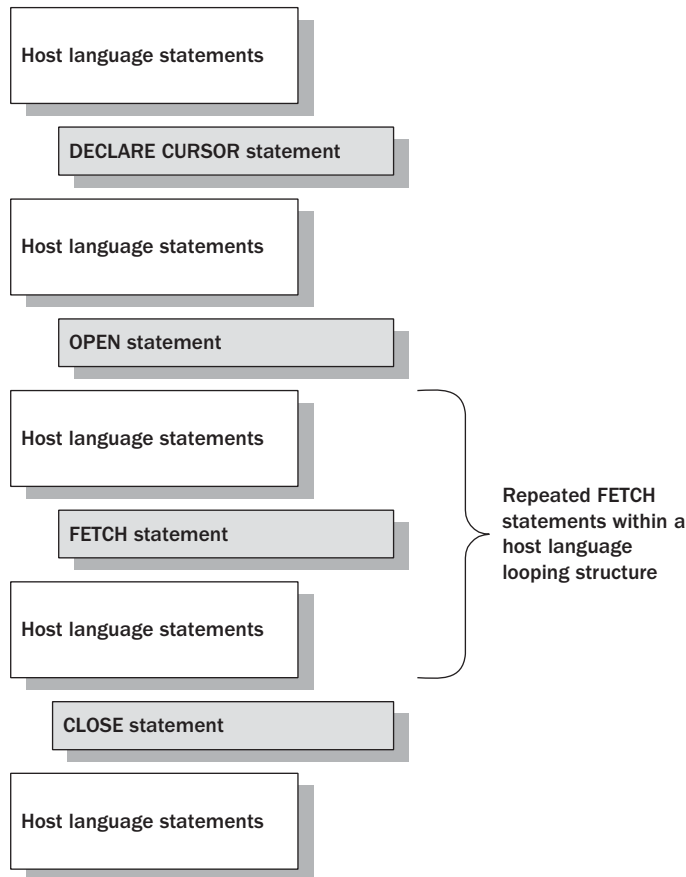 Host language statements
DECLARE CURSOR statement
Host language statements
OPEN statement
Host language statements
FETCH statement
Repeated FETCH
statements within a
host language
looping structure
Host language statements
CLOSE statement
Host language statements